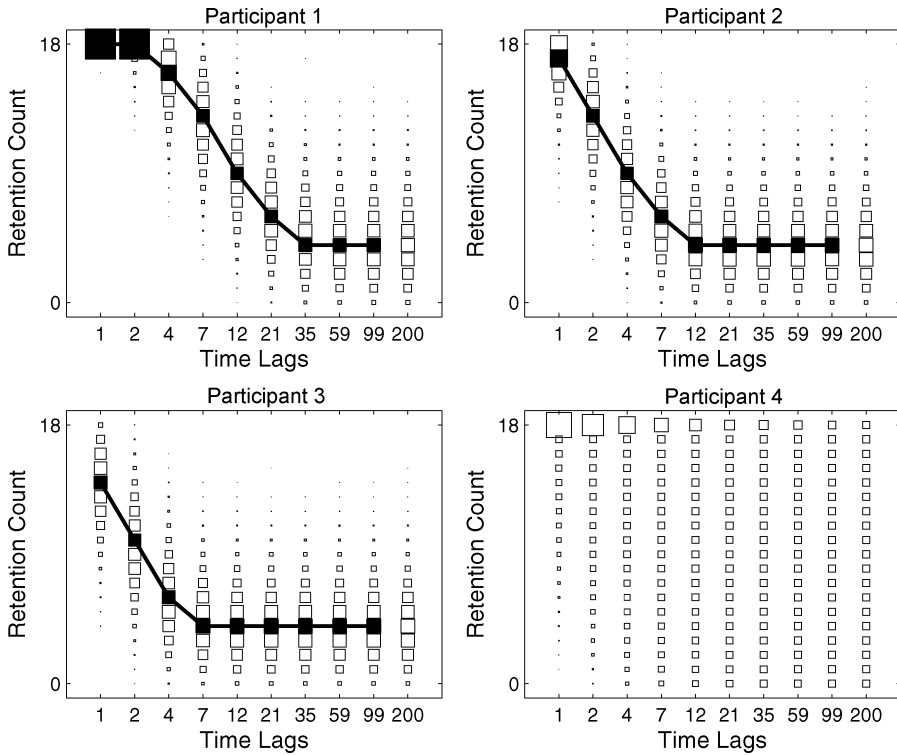 Participant 1
18
0
Retention Count
1 2 4 7 12 21 35 59 99 200
Time Lags
Participant 2
18
0
Retention Count
1 2 4 7 12 21 35 59 99 200
Time Lags
Participant 3
18
0
Retention Count
1 2 4 7 12 21 35 59 99 200
Time Lags
Participant 4
18
0
Retention Count
1 2 4 7 12 21 35 59 99 200
Time Lags